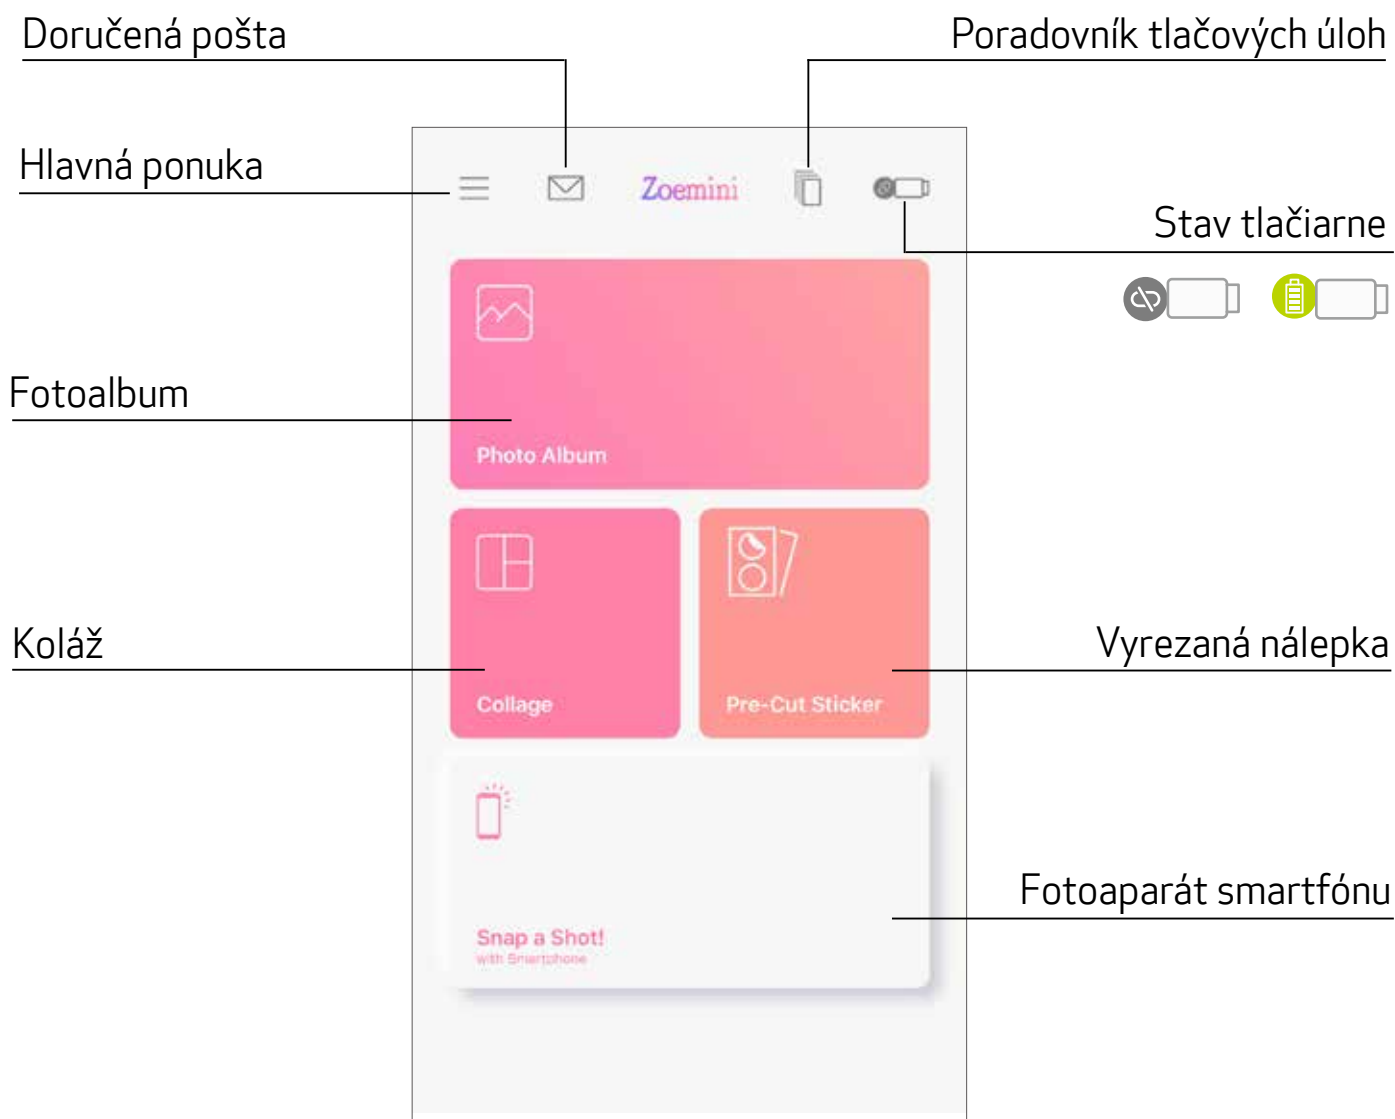 Doručená pošta
Poradovník tlačových úloh
Hlavná ponuka
Zoemini
Stav tlačiarne
Fotoalbum
Photo Album
Koláž
Vyrezaná nálepka
Collage
Pre-Cut Sticker
Fotoaparát smartfónu
Snap a Shot!
with Smartphone